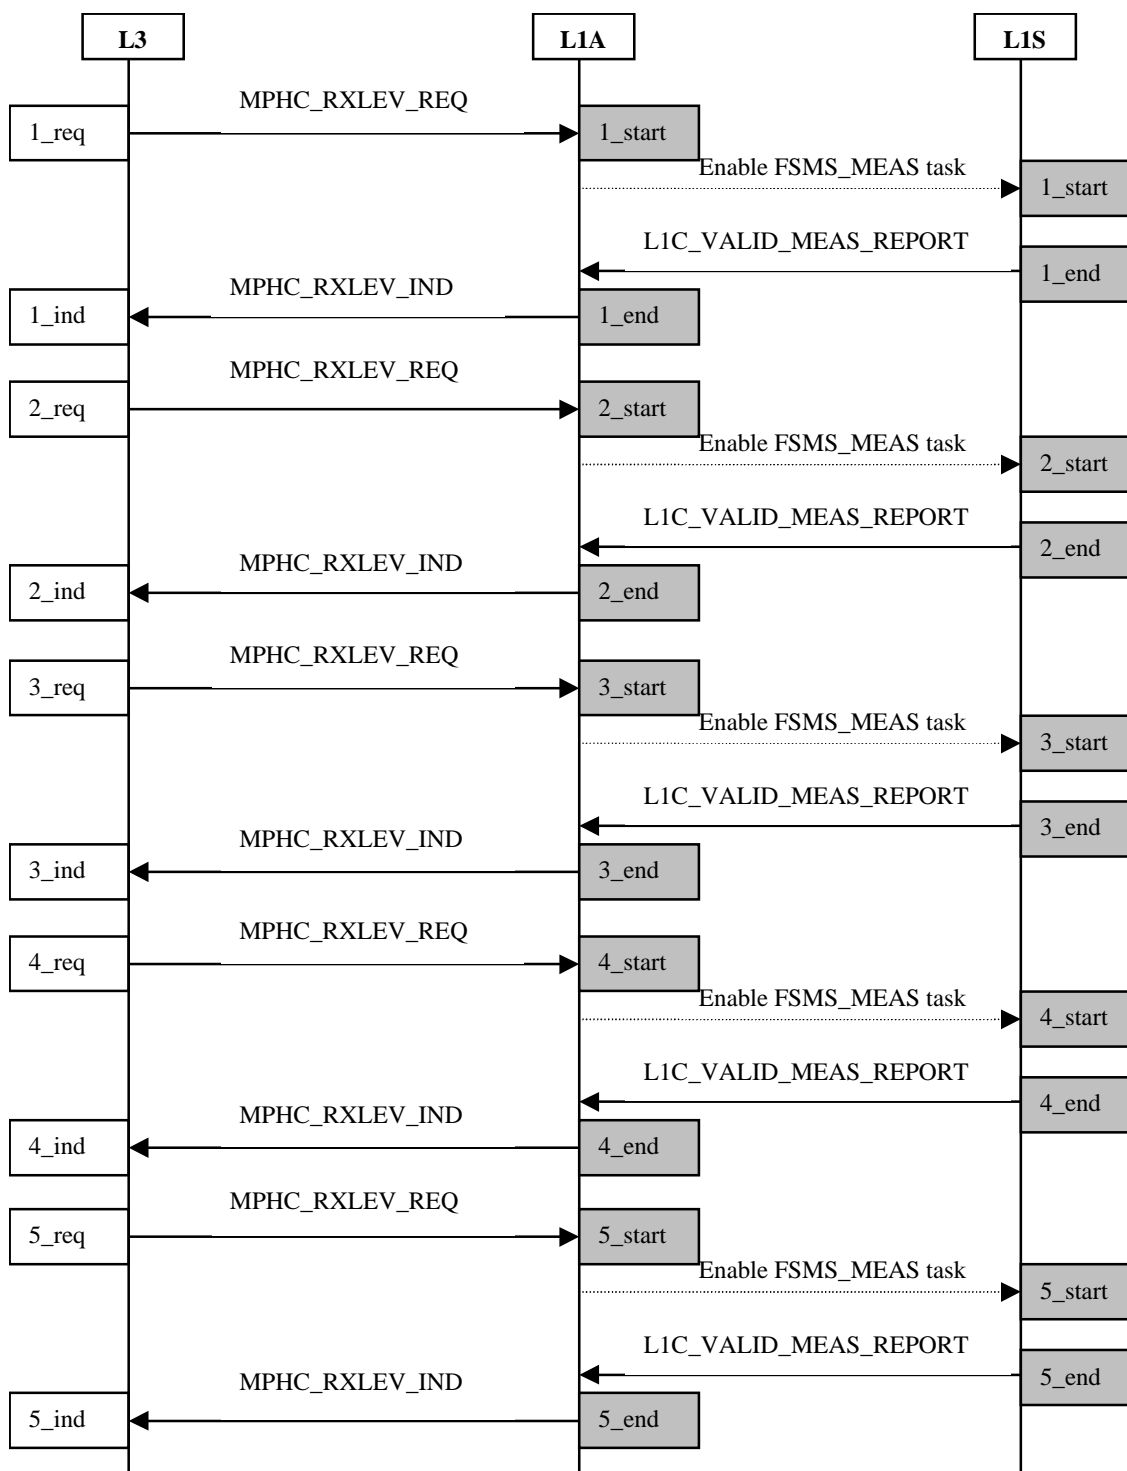 L3 L1A L1S
MPHC_RXLEV_REQ
1_req 1_start
Enable FSMS_MEAS task
1_start
L1C_VALID_MEAS_REPORT
1_end
MPHC_RXLEV_IND
1_ind 1_end
MPHC_RXLEV_REQ
2_req 2_start
Enable FSMS_MEAS task
2_start
L1C_VALID_MEAS_REPORT
2_end
MPHC_RXLEV_IND
2_ind 2_end
MPHC_RXLEV_REQ
3_req 3_start
Enable FSMS_MEAS task
3_start
L1C_VALID_MEAS_REPORT
3_end
MPHC_RXLEV_IND
3_ind 3_end
MPHC_RXLEV_REQ
4_req 4_start
Enable FSMS_MEAS task
4_start
L1C_VALID_MEAS_REPORT
4_end
MPHC_RXLEV_IND
4_ind 4_end
MPHC_RXLEV_REQ
5_req 5_start
Enable FSMS_MEAS task
5_start
L1C_VALID_MEAS_REPORT
5_end
MPHC_RXLEV_IND
5_ind 5_end